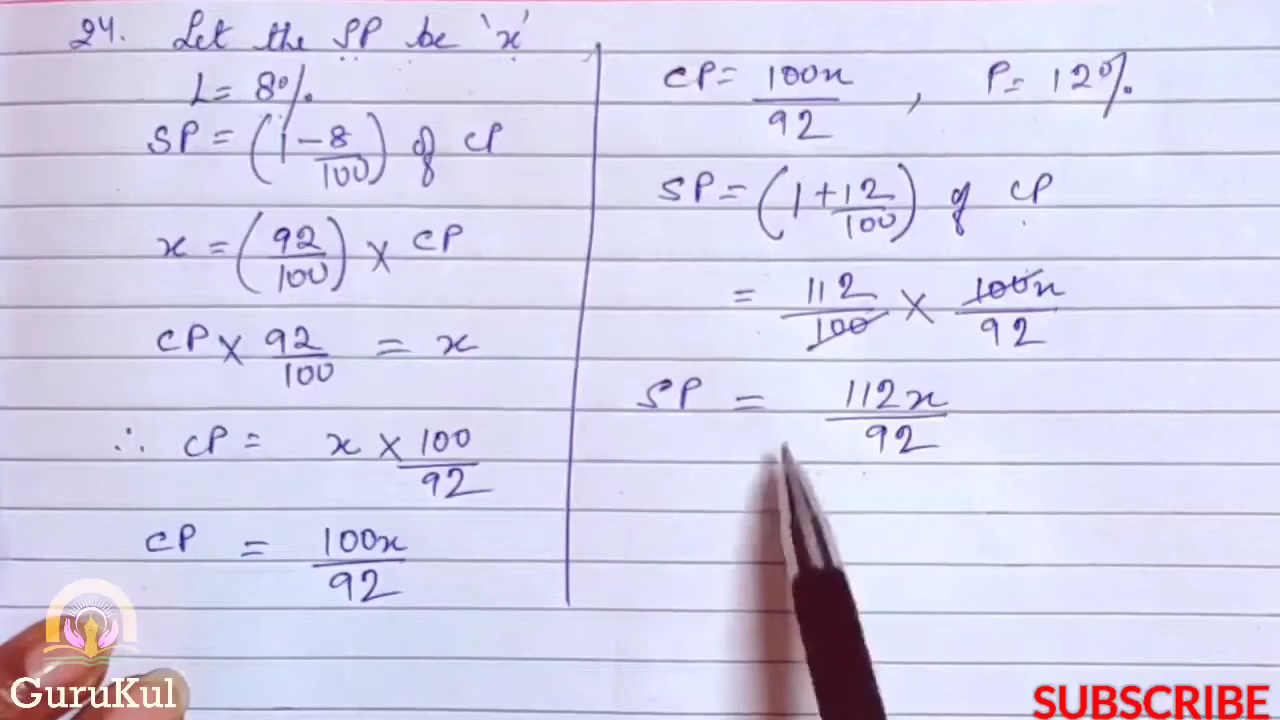 24. Let the SP be 'x'
L = 8%
SP = (1 - 8/100) of CP
x = (92/100) × CP
CP × 92/100 = x
∴ CP = x × 100/92
CP = 100x/92
CP = 100x/92 , P = 12%
SP = (1 + 12/100) of CP
= 112/100 × 100x/92
SP = 112x/92
GuruKul
SUBSCRIBE